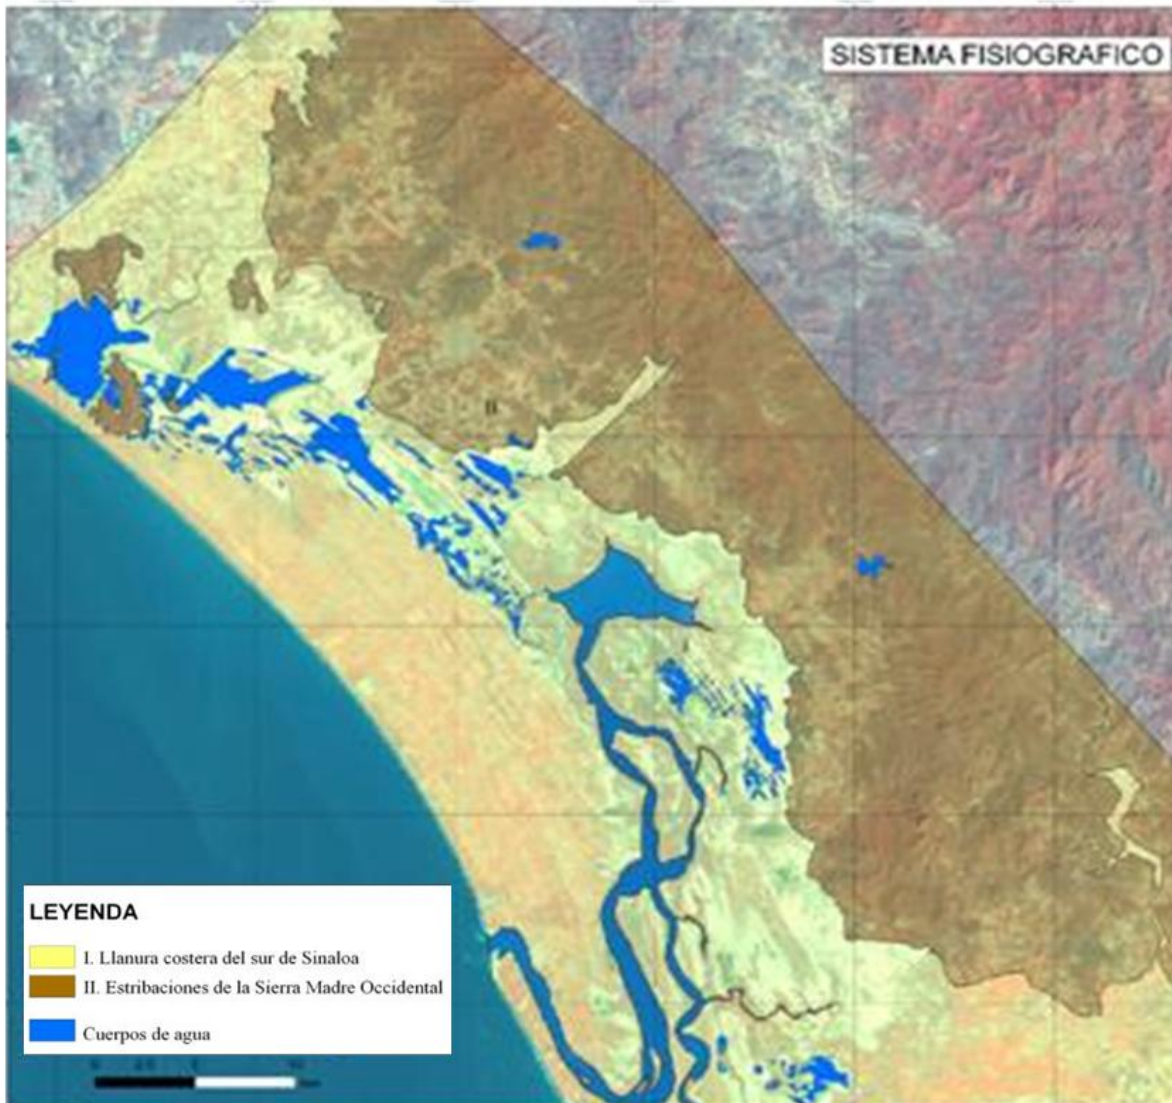 SISTEMA FISIOGRAFICO
II
LEYENDA
I. Llanura costera del sur de Sinaloa
II. Estribaciones de la Sierra Madre Occidental
Cuerpos de agua